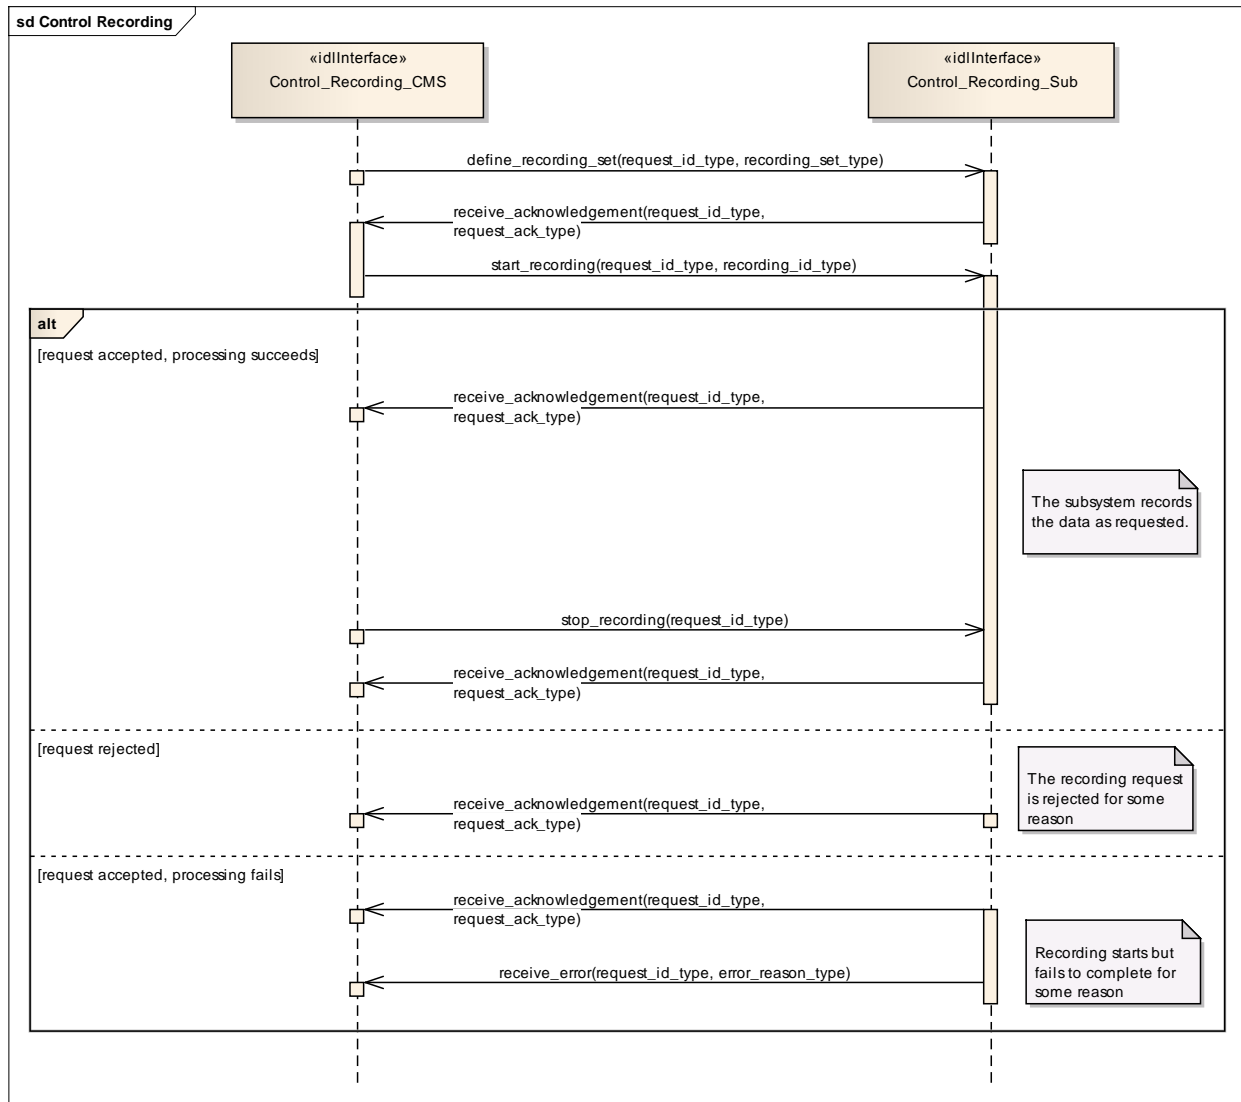 sd Control Recording
«idlInterface»
Control_Recording_CMS
«idlInterface»
Control_Recording_Sub
define_recording_set(request_id_type, recording_set_type)
receive_acknowledgement(request_id_type,
request_ack_type)
start_recording(request_id_type, recording_id_type)
alt
[request accepted, processing succeeds]
receive_acknowledgement(request_id_type,
request_ack_type)
The subsystem records
the data as requested.
stop_recording(request_id_type)
receive_acknowledgement(request_id_type,
request_ack_type)
[request rejected]
The recording request
is rejected for some
reason
receive_acknowledgement(request_id_type,
request_ack_type)
[request accepted, processing fails]
receive_acknowledgement(request_id_type,
request_ack_type)
Recording starts but
fails to complete for
some reason
receive_error(request_id_type, error_reason_type)